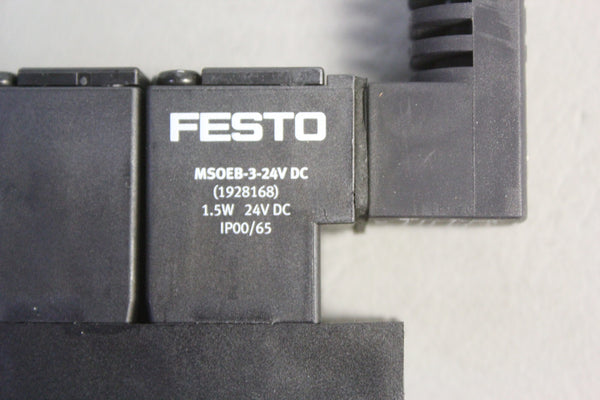 FESTO
MSOEB-3-24V DC
(1928168)
1.5W 24V DC
IP00/65